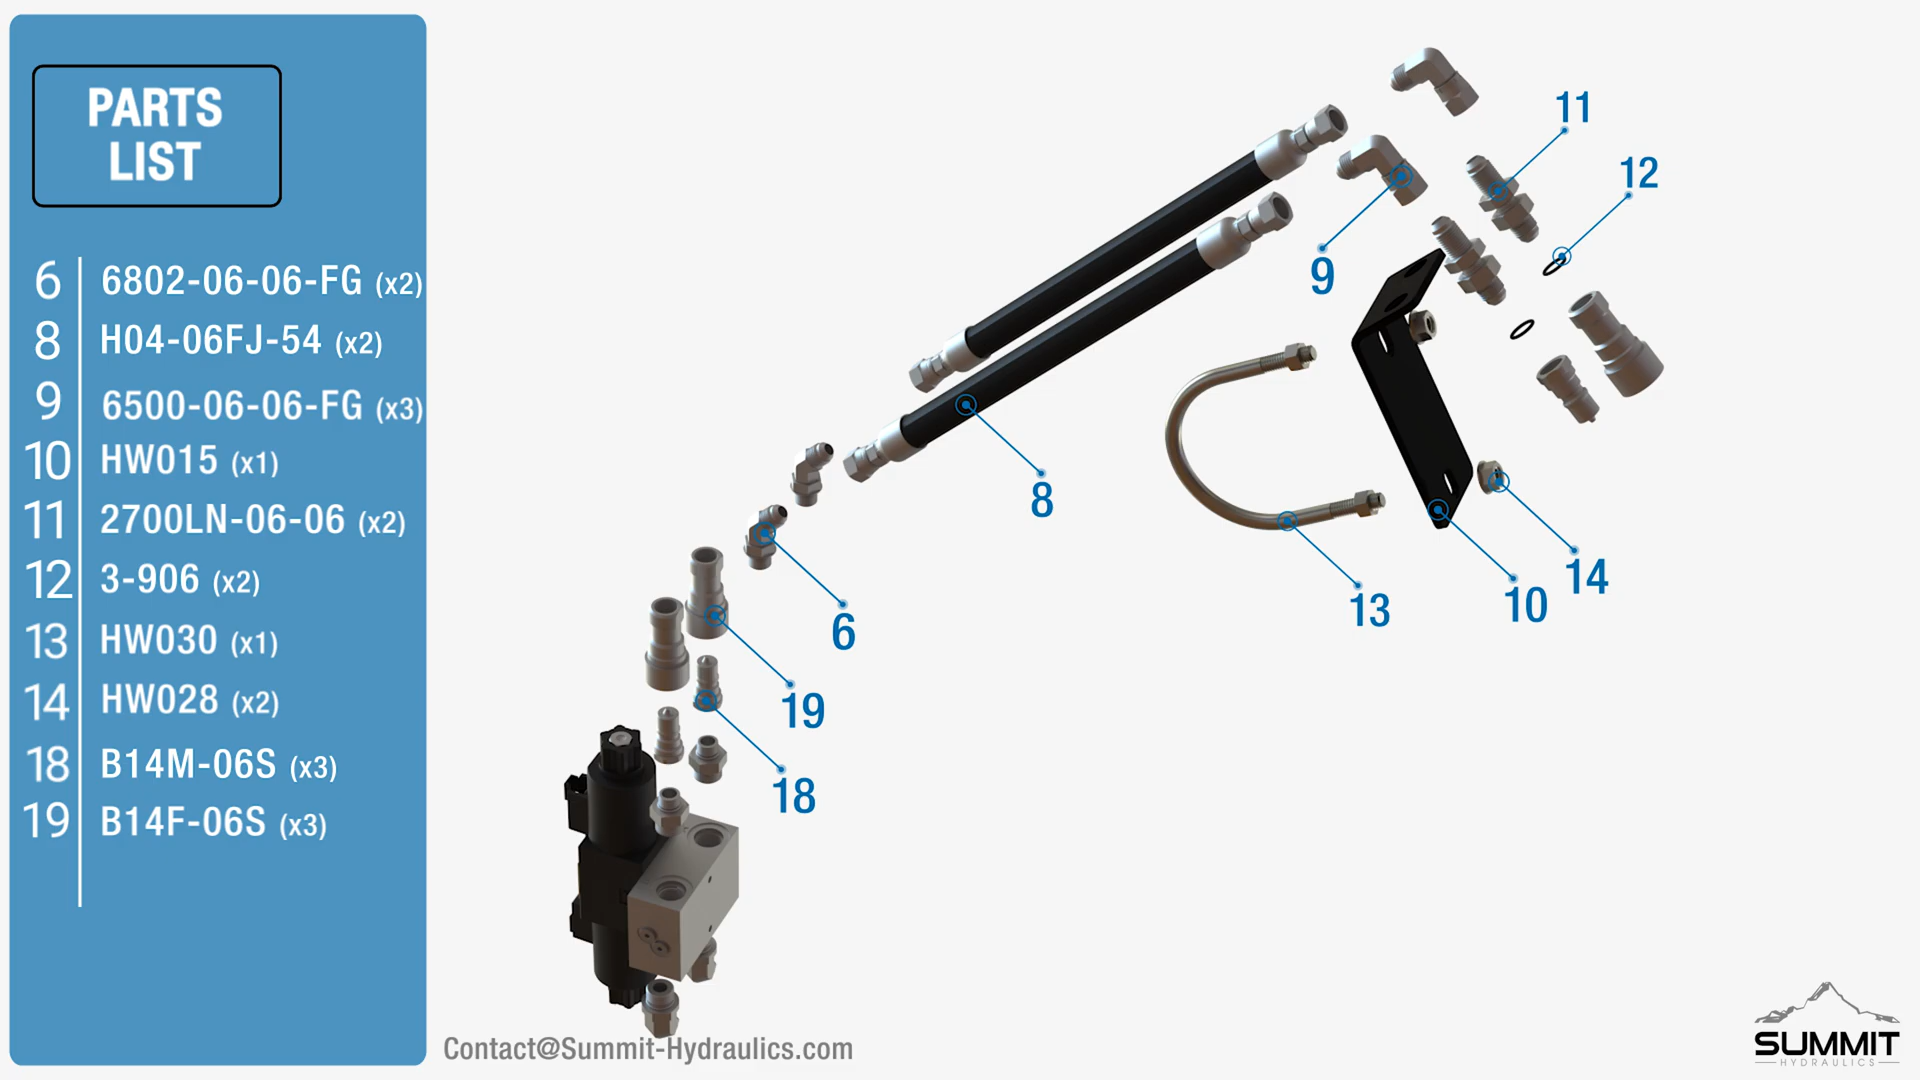 PARTS
LIST
6 6802-06-06-FG (x2)
8 H04-06FJ-54 (x2)
9 6500-06-06-FG (x3)
10 HW015 (x1)
11 2700LN-06-06 (x2)
12 3-906 (x2)
13 HW030 (x1)
14 HW028 (x2)
18 B14M-06S (x3)
19 B14F-06S (x3)
11
12
9
8
14
10
13
6
19
18
Contact@Summit-Hydraulics.com
SUMMIT
HYDRAULICS